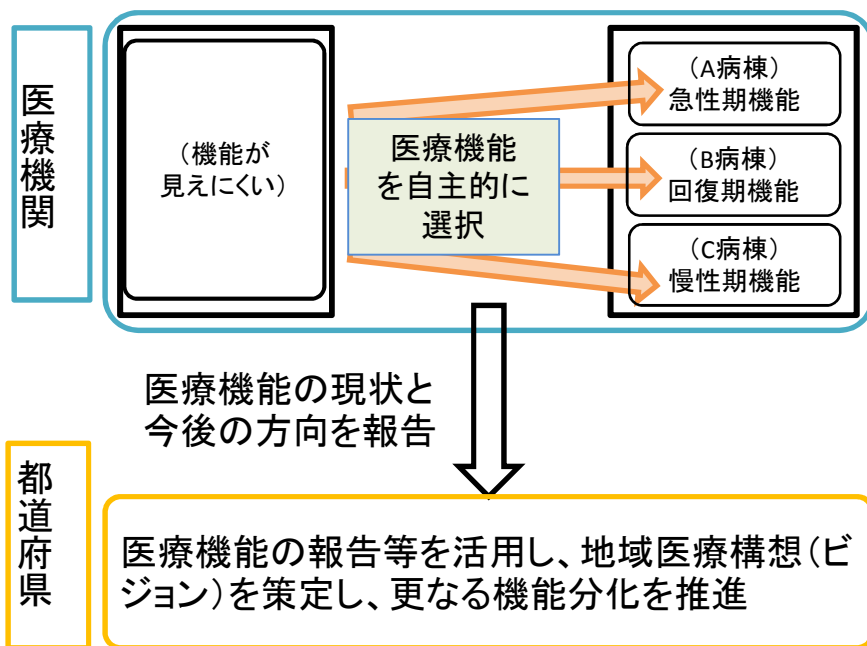 医療機関
（機能が
見えにくい）
医療機能
を自主的に
選択
（A病棟）
急性期機能
（B病棟）
回復期機能
（C病棟）
慢性期機能
医療機能の現状と
今後の方向を報告
都道府県
医療機能の報告等を活用し、地域医療構想（ビ
ジョン）を策定し、更なる機能分化を推進